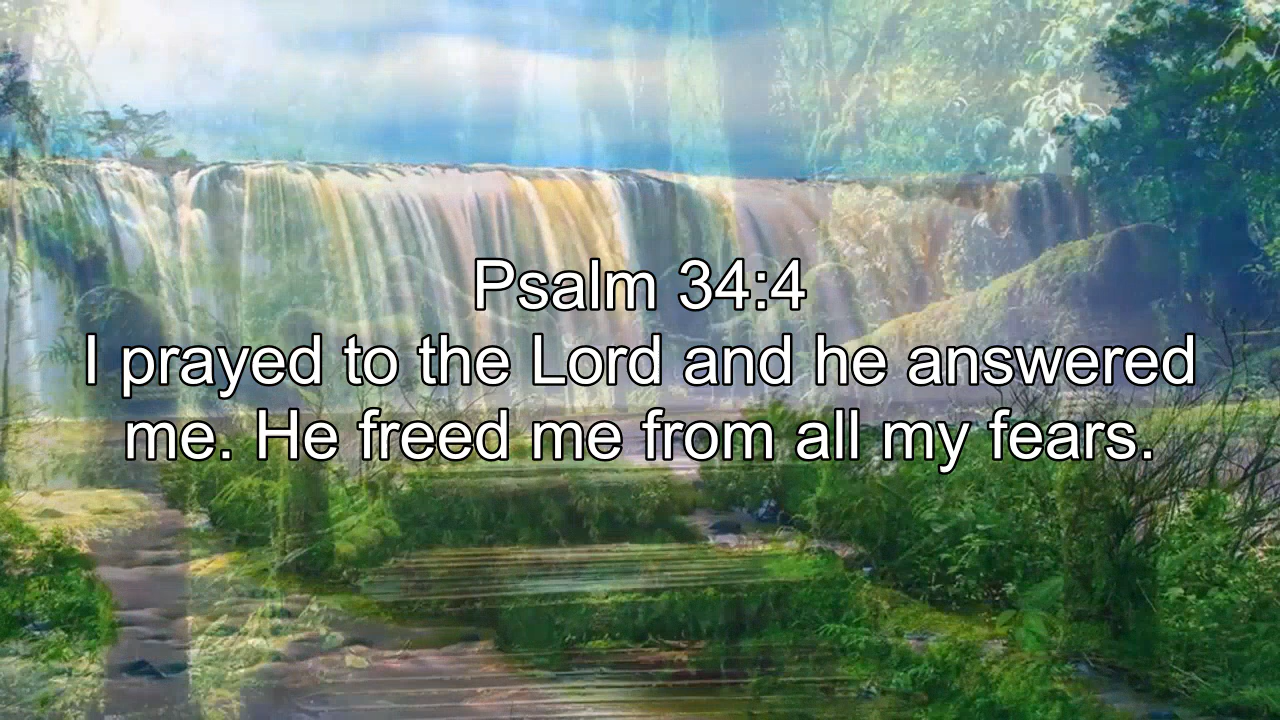 Psalm 34:4
I prayed to the Lord and he answered
me. He freed me from all my fears.